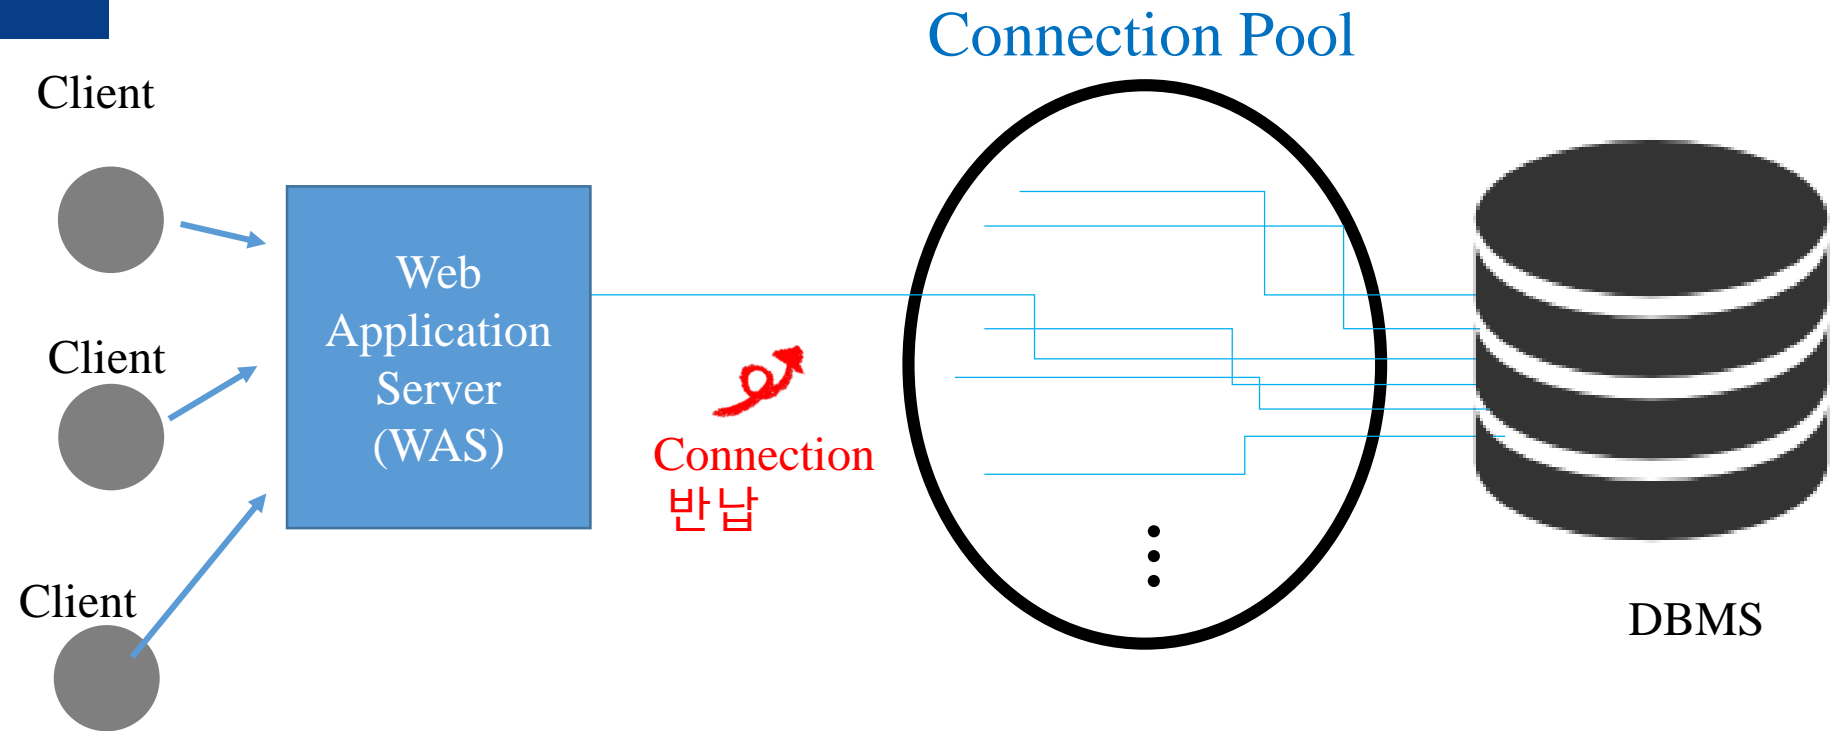 Connection Pool
Client
Client
Client
Web
Application
Server
(WAS)
Connection
반납
DBMS